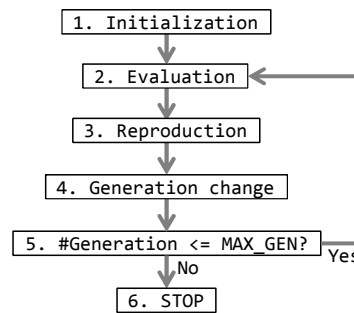 1. Initialization
2. Evaluation
3. Reproduction
4. Generation change
5. #Generation <= MAX_GEN?
Yes
No
6. STOP